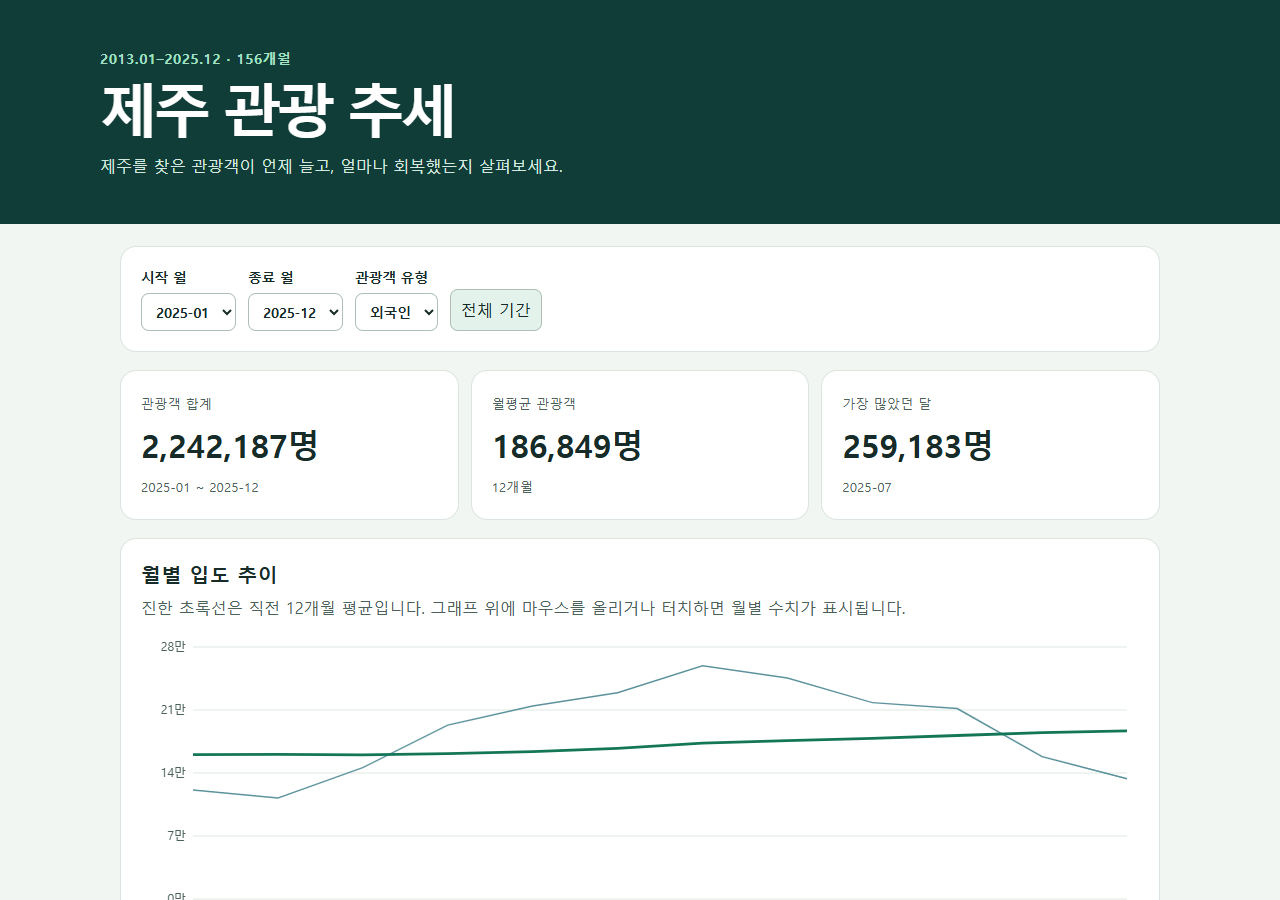 2013.01–2025.12 · 156개월
제주 관광 추세
제주를 찾은 관광객이 언제 늘고, 얼마나 회복했는지 살펴보세요.
시작 월 종료 월 관광객 유형
2025-01 2025-12 외국인 전체 기간
관광객 합계
2,242,187명
2025-01 ~ 2025-12
월평균 관광객
186,849명
12개월
가장 많았던 달
259,183명
2025-07
월별 입도 추이
진한 초록선은 직전 12개월 평균입니다. 그래프 위에 마우스를 올리거나 터치하면 월별 수치가 표시됩니다.
28만
21만
14만
7만
0만